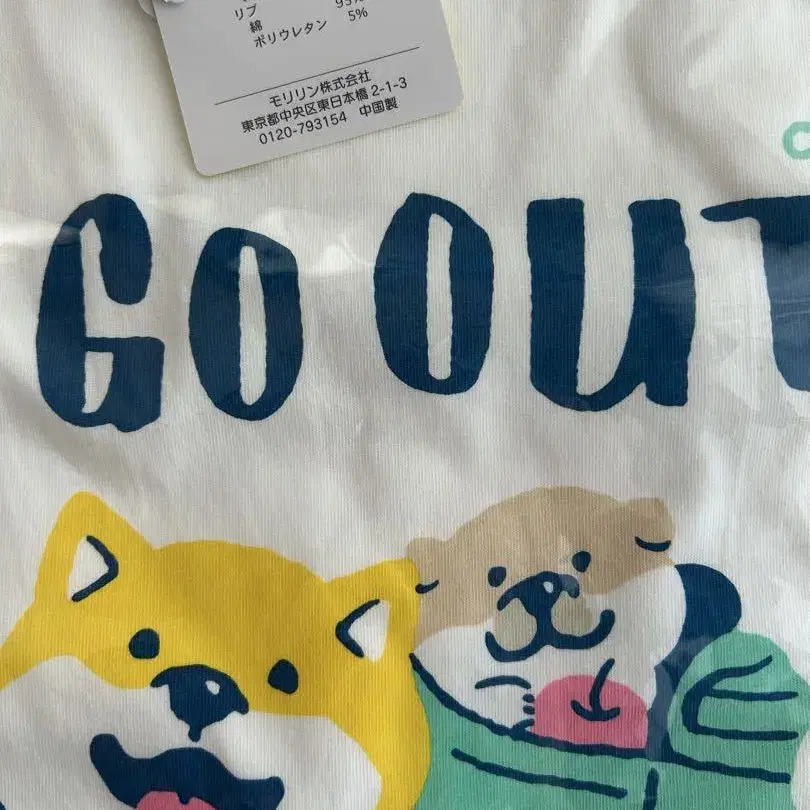 リブ 95%
綿
ポリウレタン 5%
モリリン株式会社
東京都中央区東日本橋 2-1-3
0120-793154 中国製
GO OUT